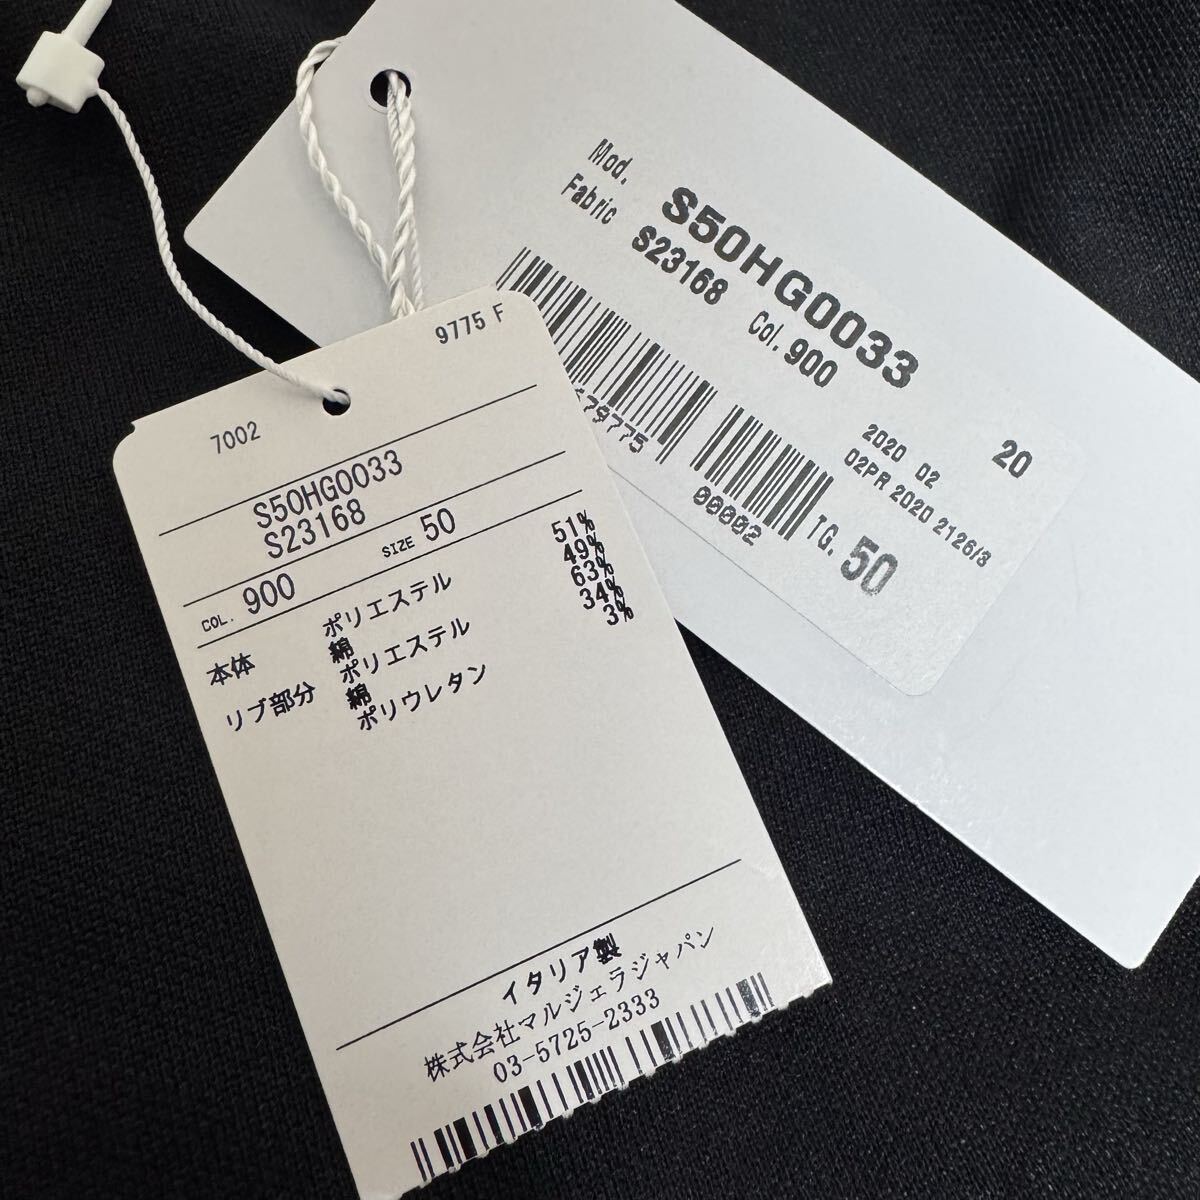 Mod. S50HG0033
Fabric S23168 Col. 900
79775
00002
2020 02 20
02PR 2020 2126/3
TG. 50
9775 F
7002
S50HG0033
S23168
COL. 900 SIZE 50
本体 ポリエステル 51%
綿 49%
リブ部分 ポリエステル 63%
綿 34%
ポリウレタン 3%
イタリア製
株式会社マルジェラジャパン
03-5725-2333